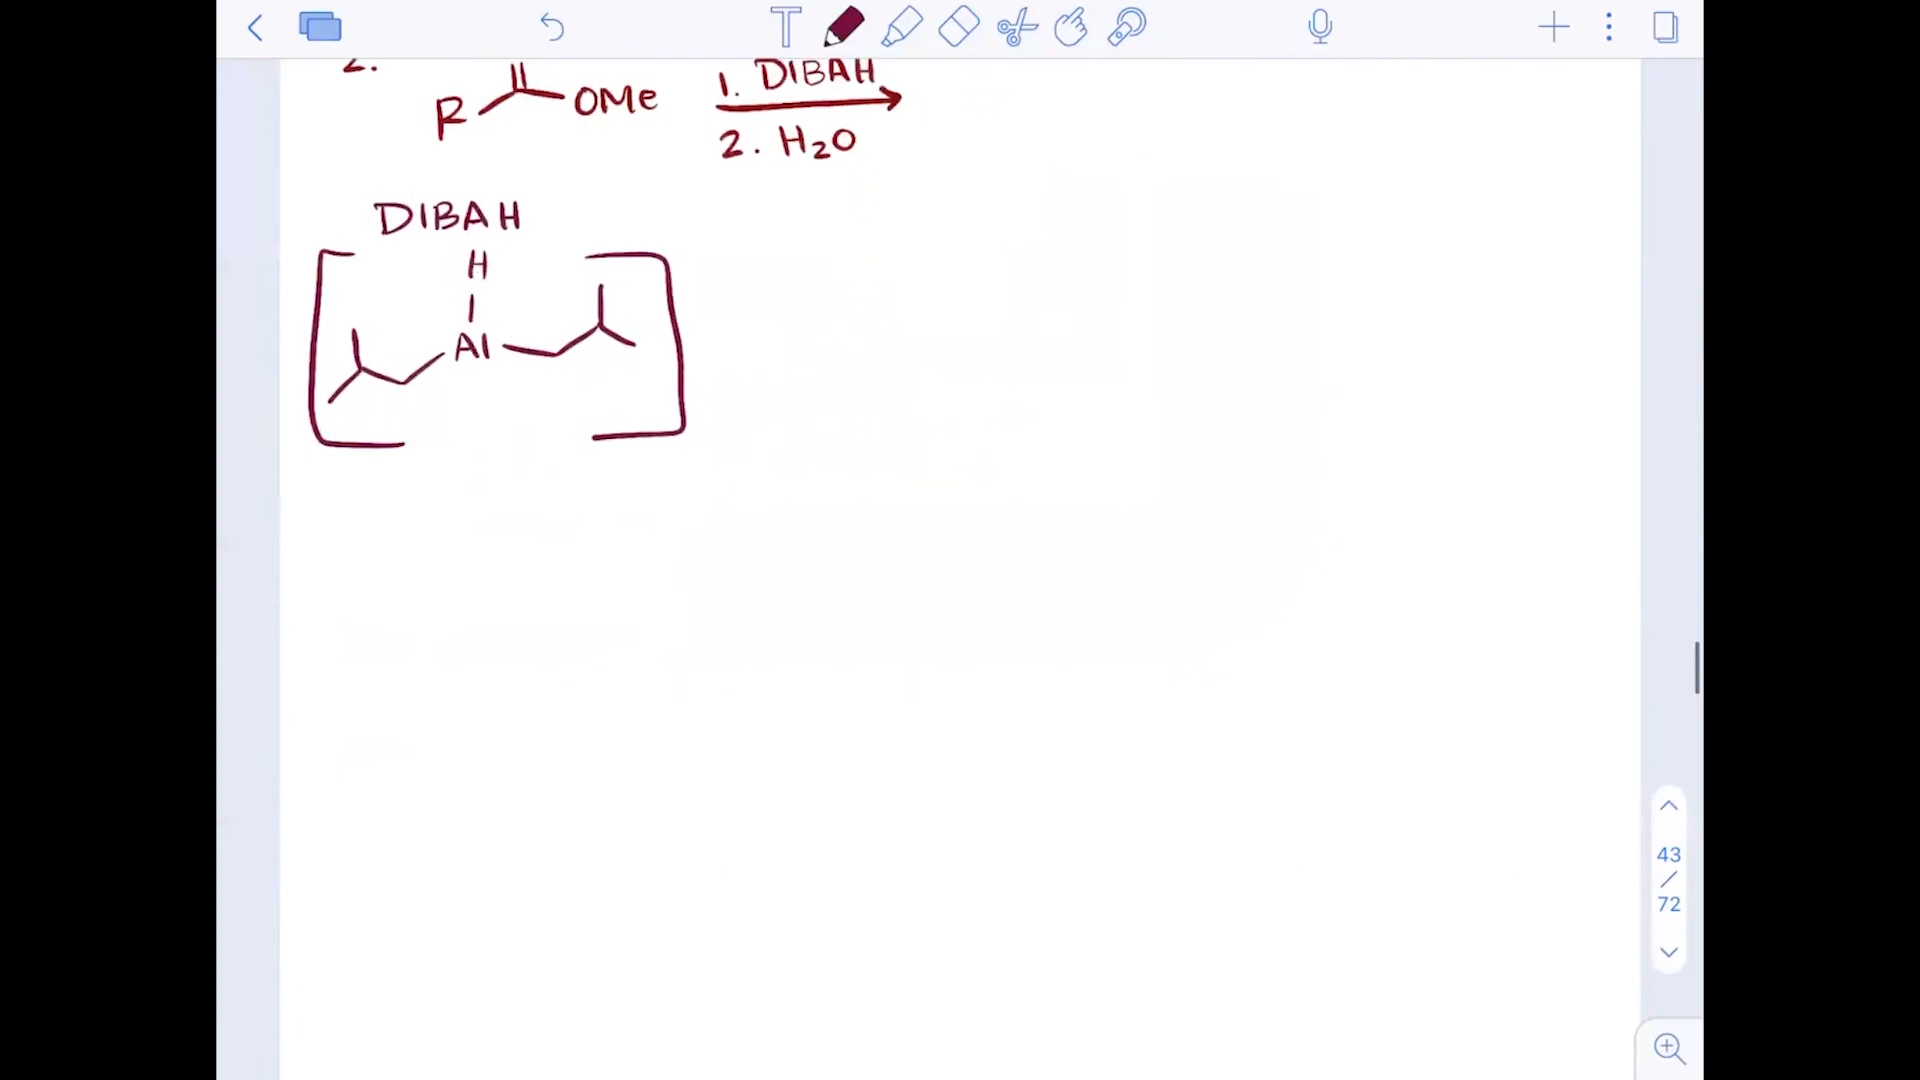 2.
R OMe 1. DIBAH
2. H₂O
DIBAH
H
Al
43
/
72